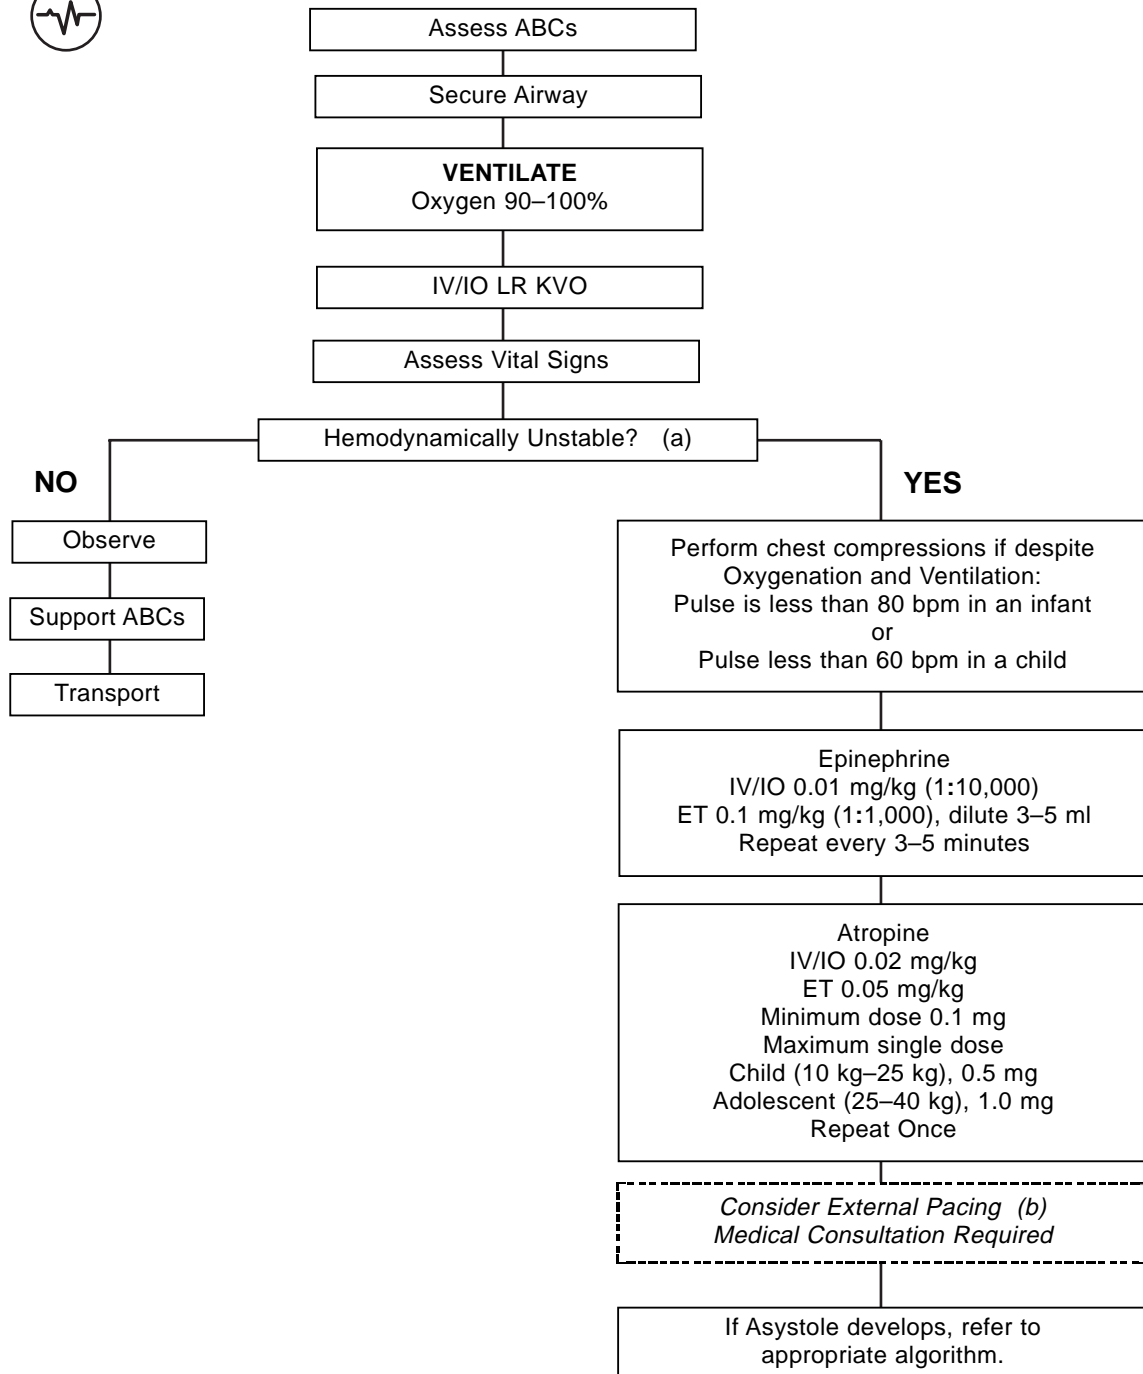 Assess ABCs
Secure Airway
VENTILATE
Oxygen 90–100%
IV/IO LR KVO
Assess Vital Signs
Hemodynamically Unstable? (a)
NO
Observe
Support ABCs
Transport
YES
Perform chest compressions if despite
Oxygenation and Ventilation:
Pulse is less than 80 bpm in an infant
or
Pulse less than 60 bpm in a child
Epinephrine
IV/IO 0.01 mg/kg (1:10,000)
ET 0.1 mg/kg (1:1,000), dilute 3–5 ml
Repeat every 3–5 minutes
Atropine
IV/IO 0.02 mg/kg
ET 0.05 mg/kg
Minimum dose 0.1 mg
Maximum single dose
Child (10 kg–25 kg), 0.5 mg
Adolescent (25–40 kg), 1.0 mg
Repeat Once
Consider External Pacing (b)
Medical Consultation Required
If Asystole develops, refer to
appropriate algorithm.